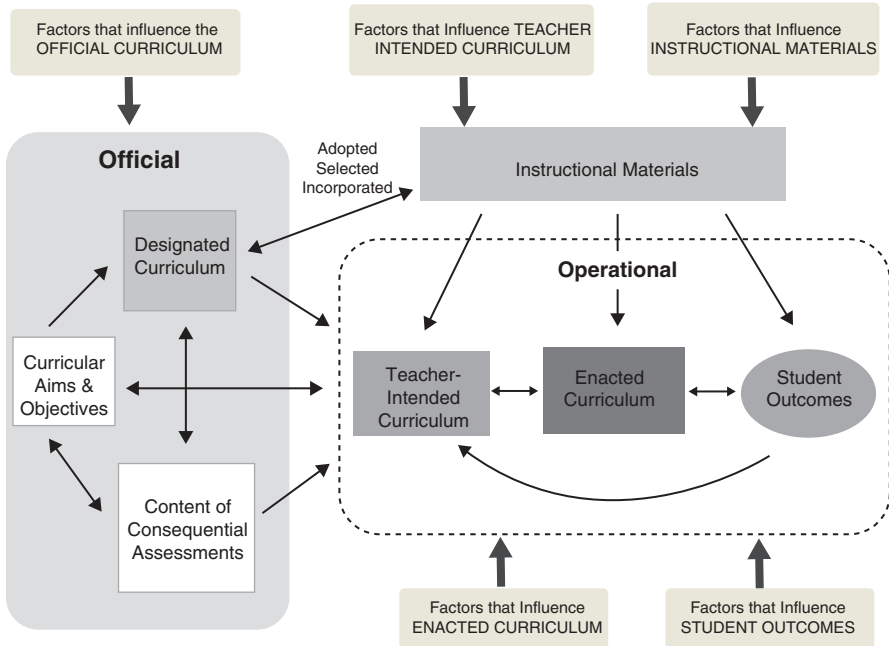 Factors that influence the
OFFICIAL CURRICULUM
Factors that Influence TEACHER
INTENDED CURRICULUM
Factors that Influence
INSTRUCTIONAL MATERIALS
Official
Adopted
Selected
Incorporated
Instructional Materials
Designated
Curriculum
Operational
Curricular
Aims &
Objectives
Teacher-
Intended
Curriculum
Enacted
Curriculum
Student
Outcomes
Content of
Consequential
Assessments
Factors that Influence
ENACTED CURRICULUM
Factors that Influence
STUDENT OUTCOMES